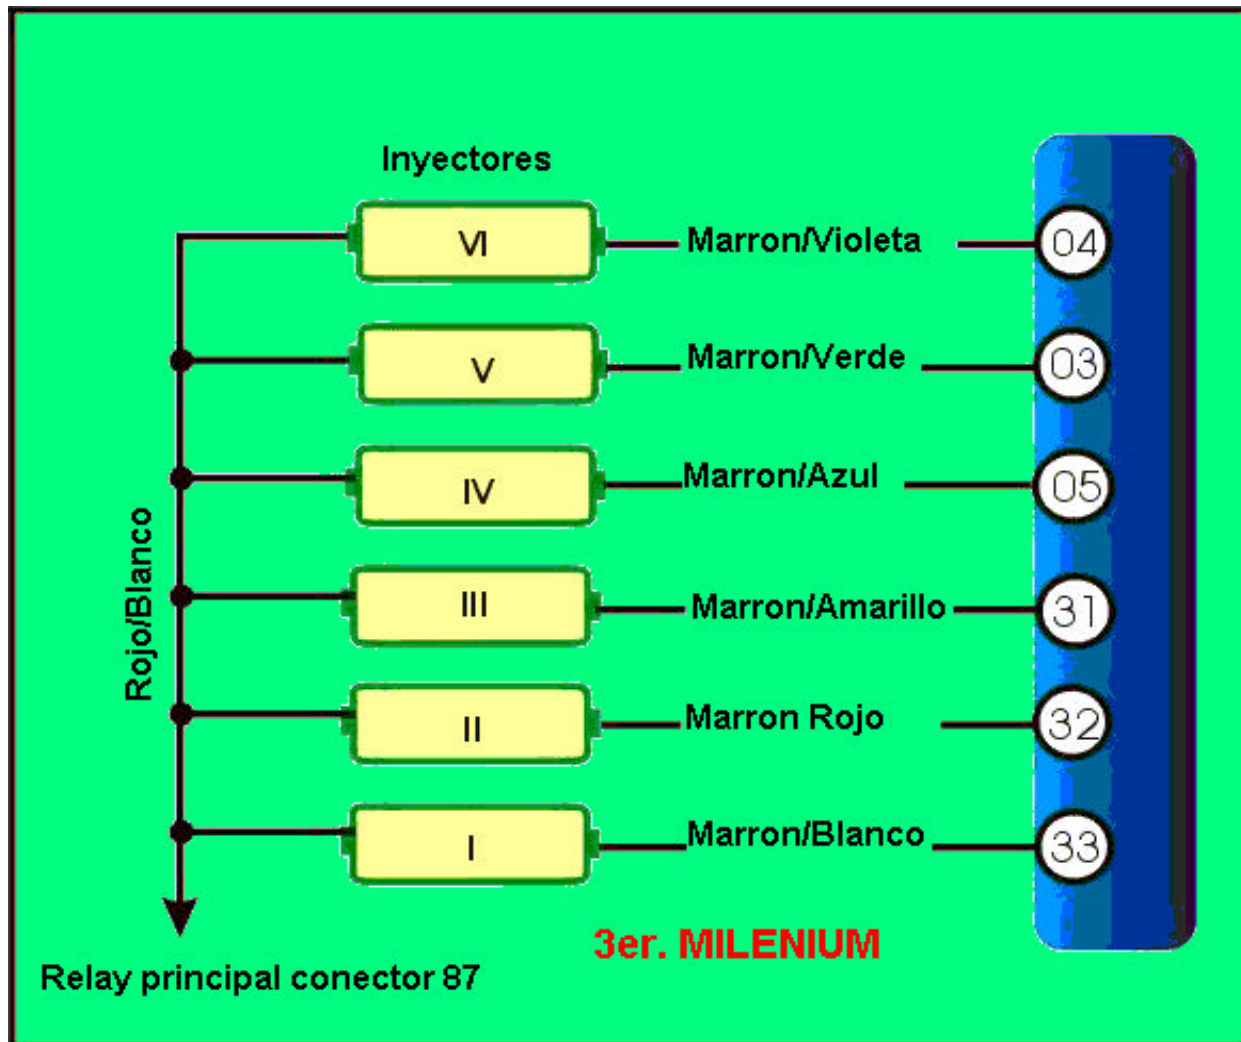 Inyectores
VI
Marron/Violeta
04
V
Marron/Verde
03
IV
Marron/Azul
05
III
Marron/Amarillo
31
II
Marron Rojo
32
I
Marron/Blanco
33
Rojo/Blanco
3er. MILENIUM
Relay principal conector 87